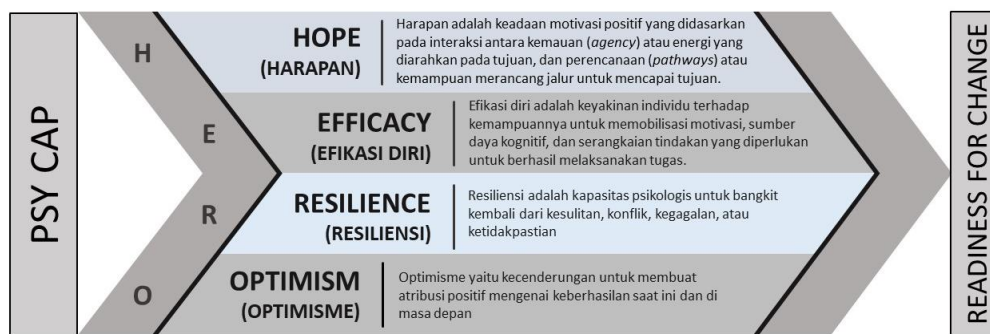 PSY CAP
H
HOPE
(HARAPAN)
Harapan adalah keadaan motivasi positif yang didasarkan
pada interaksi antara kemauan (agency) atau energi yang
diarahkan pada tujuan, dan perencanaan (pathways) atau
kemampuan merancang jalur untuk mencapai tujuan.
E
EFFICACY
(EFIKASI DIRI)
Efikasi diri adalah keyakinan individu terhadap
kemampuannya untuk memobilisasi motivasi, sumber
daya kognitif, dan serangkaian tindakan yang diperlukan
untuk berhasil melaksanakan tugas.
R
RESILIENCE
(RESILIENSI)
Resiliensi adalah kapasitas psikologis untuk bangkit
kembali dari kesulitan, konflik, kegagalan, atau
ketidakpastian
O
OPTIMISM
(OPTIMISME)
Optimisme yaitu kecenderungan untuk membuat
atribusi positif mengenai keberhasilan saat ini dan di
masa depan
READINESS FOR CHANGE